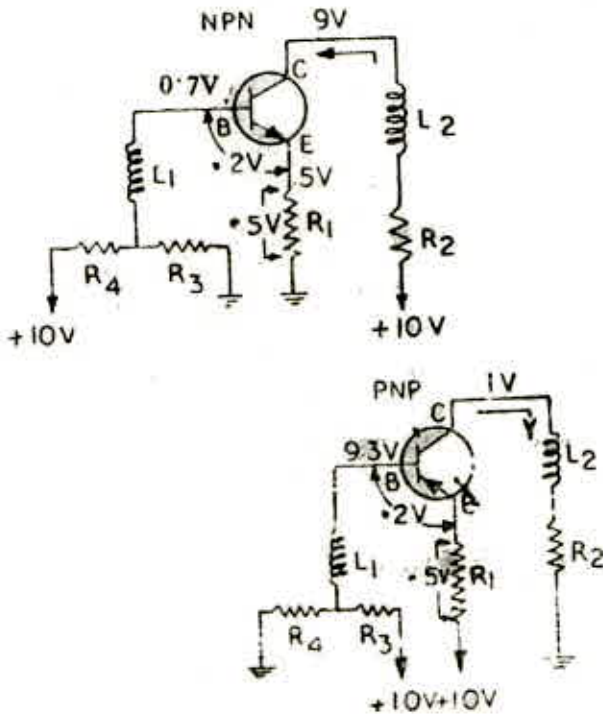 NPN
9V
C
0.7V
B
E
.2V
.5V
.5V
R1
L1
L2
R2
R4
R3
+10V
+10V
PNP
1V
C
9.3V
B
E
.2V
.5V
R1
L1
L2
R2
R4
R3
+10V+10V